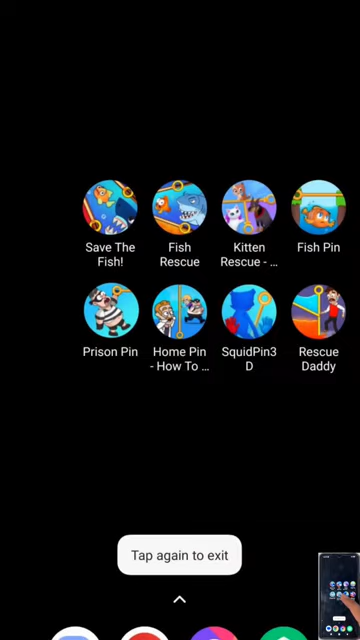 Save The
Fish!
Fish
Rescue
Kitten
Rescue - ...
Fish Pin
Prison Pin
Home Pin
- How To ...
SquidPin3
D
Rescue
Daddy
Tap again to exit